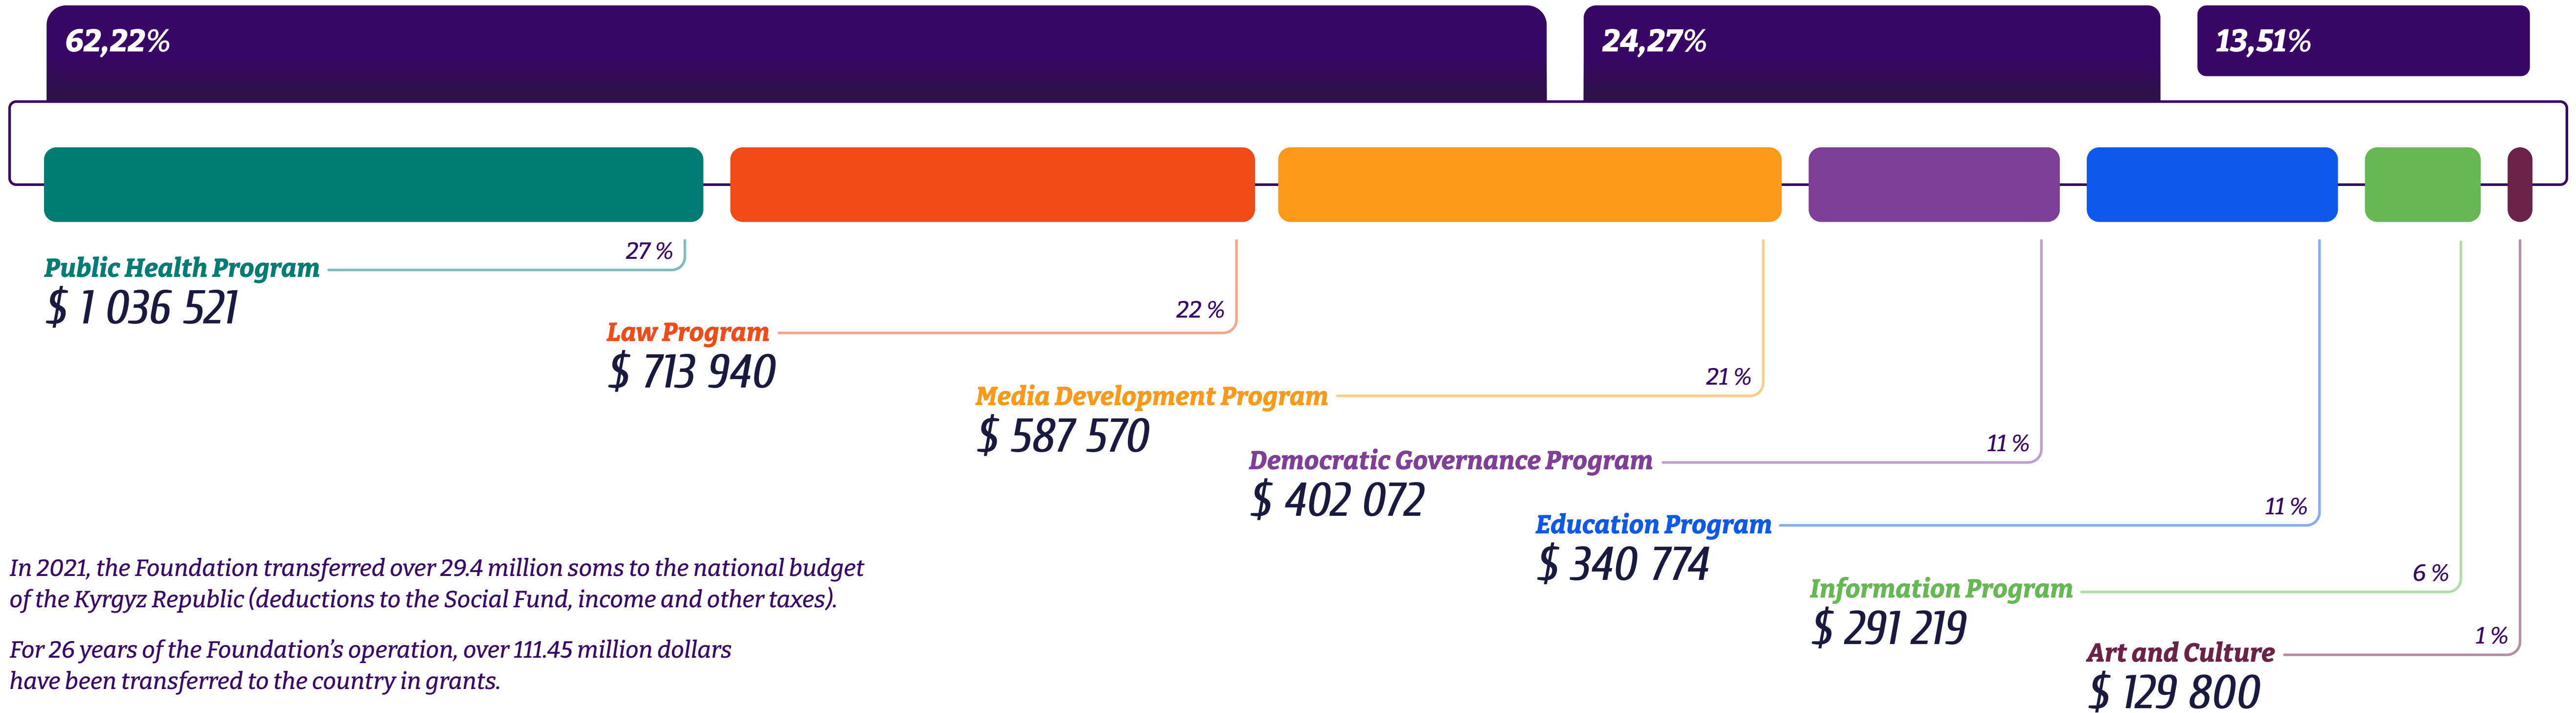 62,22%
24,27%
13,51%
27 %
Public Health Program
$ 1 036 521
22 %
Law Program
$ 713 940
21 %
Media Development Program
$ 587 570
11 %
Democratic Governance Program
$ 402 072
11 %
Education Program
$ 340 774
6 %
Information Program
$ 291 219
1 %
Art and Culture
$ 129 800
In 2021, the Foundation transferred over 29.4 million soms to the national budget
of the Kyrgyz Republic (deductions to the Social Fund, income and other taxes).
For 26 years of the Foundation’s operation, over 111.45 million dollars
have been transferred to the country in grants.